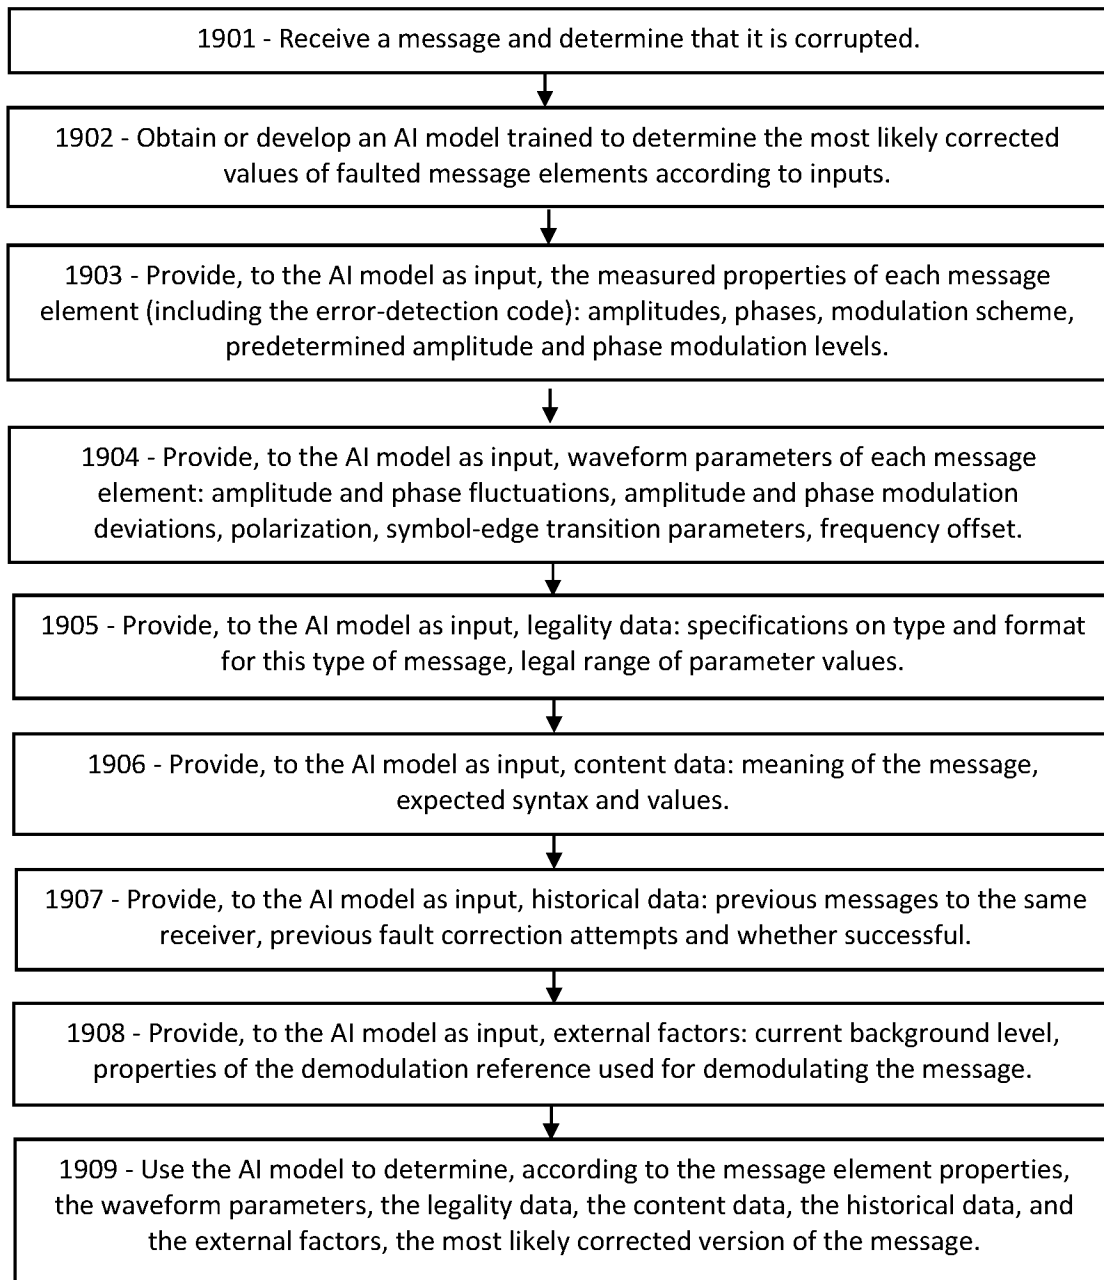 1901 - Receive a message and determine that it is corrupted.
1902 - Obtain or develop an AI model trained to determine the most likely corrected
values of faulted message elements according to inputs.
1903 - Provide, to the AI model as input, the measured properties of each message
element (including the error-detection code): amplitudes, phases, modulation scheme,
predetermined amplitude and phase modulation levels.
1904 - Provide, to the AI model as input, waveform parameters of each message
element: amplitude and phase fluctuations, amplitude and phase modulation
deviations, polarization, symbol-edge transition parameters, frequency offset.
1905 - Provide, to the AI model as input, legality data: specifications on type and format
for this type of message, legal range of parameter values.
1906 - Provide, to the AI model as input, content data: meaning of the message,
expected syntax and values.
1907 - Provide, to the AI model as input, historical data: previous messages to the same
receiver, previous fault correction attempts and whether successful.
1908 - Provide, to the AI model as input, external factors: current background level,
properties of the demodulation reference used for demodulating the message.
1909 - Use the AI model to determine, according to the message element properties,
the waveform parameters, the legality data, the content data, the historical data, and
the external factors, the most likely corrected version of the message.